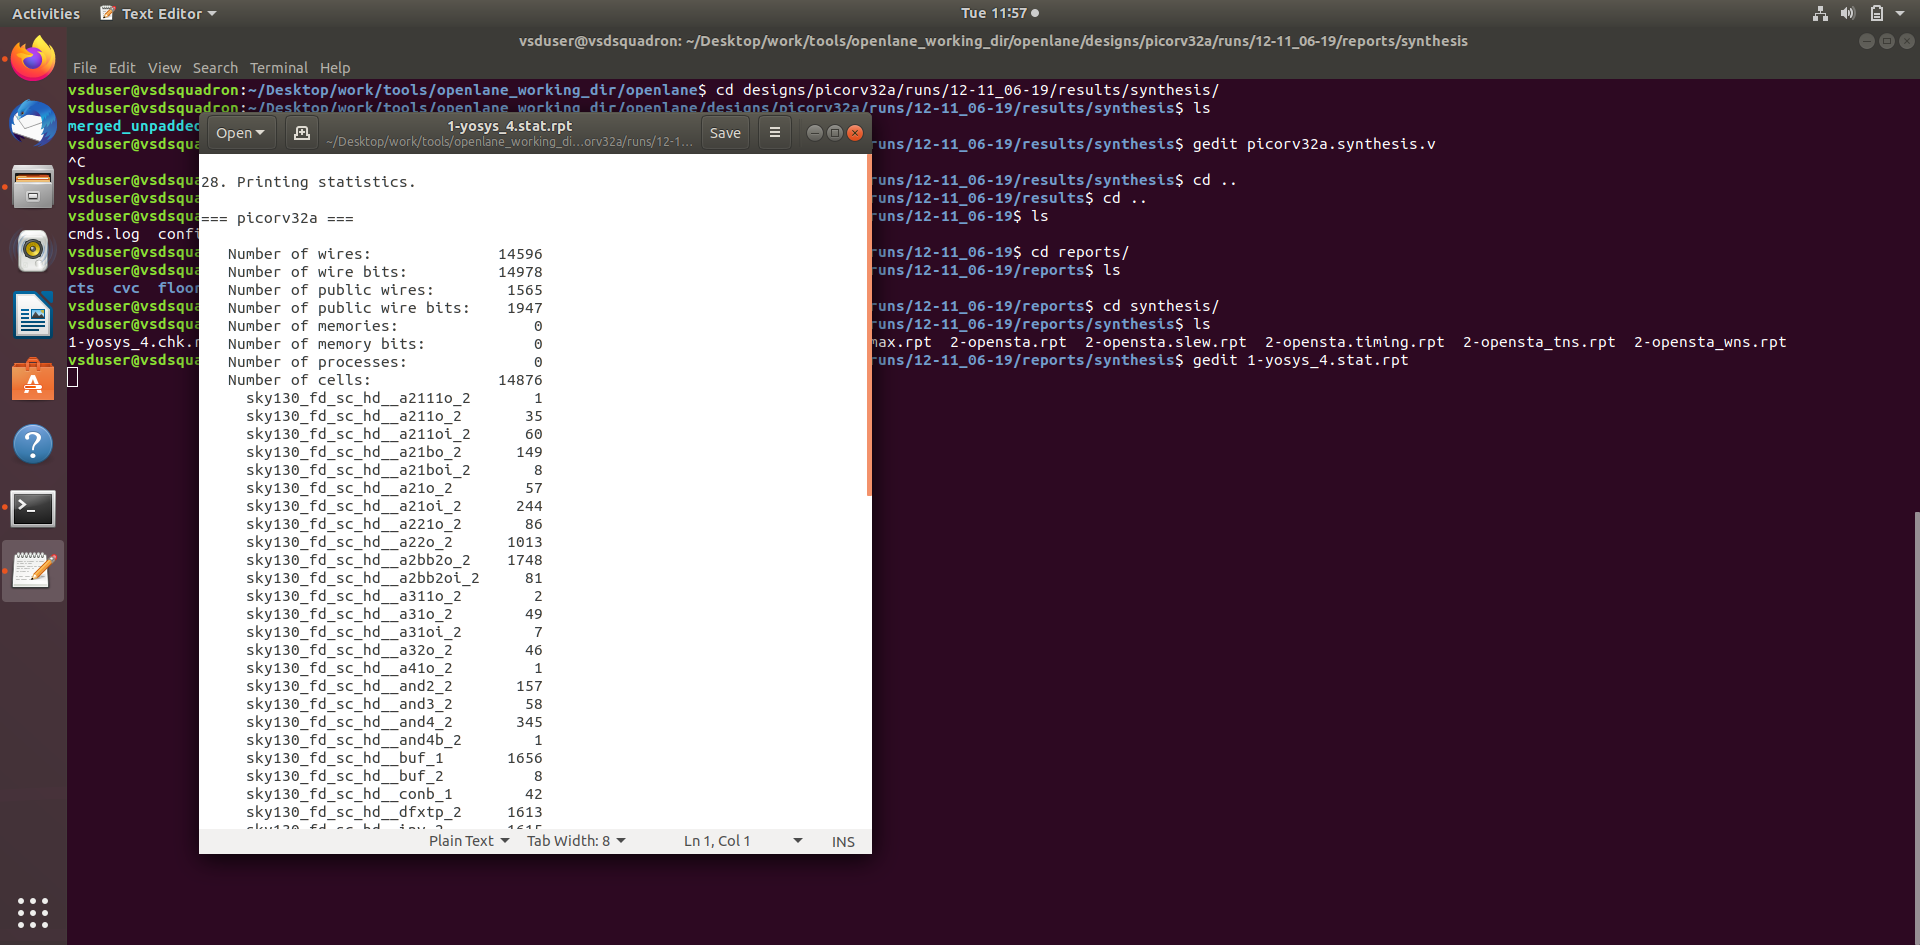 Activities Text Editor Tue 11:57
vsduser@vsdsquadron: ~/Desktop/work/tools/openlane_working_dir/openlane/designs/picorv32a/runs/12-11_06-19/reports/synthesis
File Edit View Search Terminal Help
vsduser@vsdsquadron:~/Desktop/work/tools/openlane_working_dir/openlane$ cd designs/picorv32a/runs/12-11_06-19/results/synthesis/
vsduser@vsdsquadron:~/Desktop/work/tools/openlane_working_dir/openlane/designs/picorv32a/runs/12-11_06-19/results/synthesis$ ls
merged_unpadded
vsduser@vsdsqua runs/12-11_06-19/results/synthesis$ gedit picorv32a.synthesis.v
^C
vsduser@vsdsqua runs/12-11_06-19/results/synthesis$ cd ..
vsduser@vsdsqua runs/12-11_06-19/results$ cd ..
vsduser@vsdsqua runs/12-11_06-19$ ls
cmds.log confi
vsduser@vsdsqua runs/12-11_06-19$ cd reports/
vsduser@vsdsqua runs/12-11_06-19/reports$ ls
cts cvc floor
vsduser@vsdsqua runs/12-11_06-19/reports$ cd synthesis/
vsduser@vsdsqua runs/12-11_06-19/reports/synthesis$ ls
1-yosys_4.chk. max.rpt 2-opensta.rpt 2-opensta.slew.rpt 2-opensta.timing.rpt 2-opensta_tns.rpt 2-opensta_wns.rpt
vsduser@vsdsqua runs/12-11_06-19/reports/synthesis$ gedit 1-yosys_4.stat.rpt
Open 1-yosys_4.stat.rpt Save
~/Desktop/work/tools/openlane_working_di...orv32a/runs/12-1...
28. Printing statistics.
=== picorv32a ===
Number of wires: 14596
Number of wire bits: 14978
Number of public wires: 1565
Number of public wire bits: 1947
Number of memories: 0
Number of memory bits: 0
Number of processes: 0
Number of cells: 14876
sky130_fd_sc_hd__a2111o_2 1
sky130_fd_sc_hd__a211o_2 35
sky130_fd_sc_hd__a211oi_2 60
sky130_fd_sc_hd__a21bo_2 149
sky130_fd_sc_hd__a21boi_2 8
sky130_fd_sc_hd__a21o_2 57
sky130_fd_sc_hd__a21oi_2 244
sky130_fd_sc_hd__a221o_2 86
sky130_fd_sc_hd__a22o_2 1013
sky130_fd_sc_hd__a2bb2o_2 1748
sky130_fd_sc_hd__a2bb2oi_2 81
sky130_fd_sc_hd__a311o_2 2
sky130_fd_sc_hd__a31o_2 49
sky130_fd_sc_hd__a31oi_2 7
sky130_fd_sc_hd__a32o_2 46
sky130_fd_sc_hd__a41o_2 1
sky130_fd_sc_hd__and2_2 157
sky130_fd_sc_hd__and3_2 58
sky130_fd_sc_hd__and4_2 345
sky130_fd_sc_hd__and4b_2 1
sky130_fd_sc_hd__buf_1 1656
sky130_fd_sc_hd__buf_2 8
sky130_fd_sc_hd__conb_1 42
sky130_fd_sc_hd__dfxtp_2 1613
sky130_fd_sc_hd__inv_2 1615
Plain Text Tab Width: 8 Ln 1, Col 1 INS